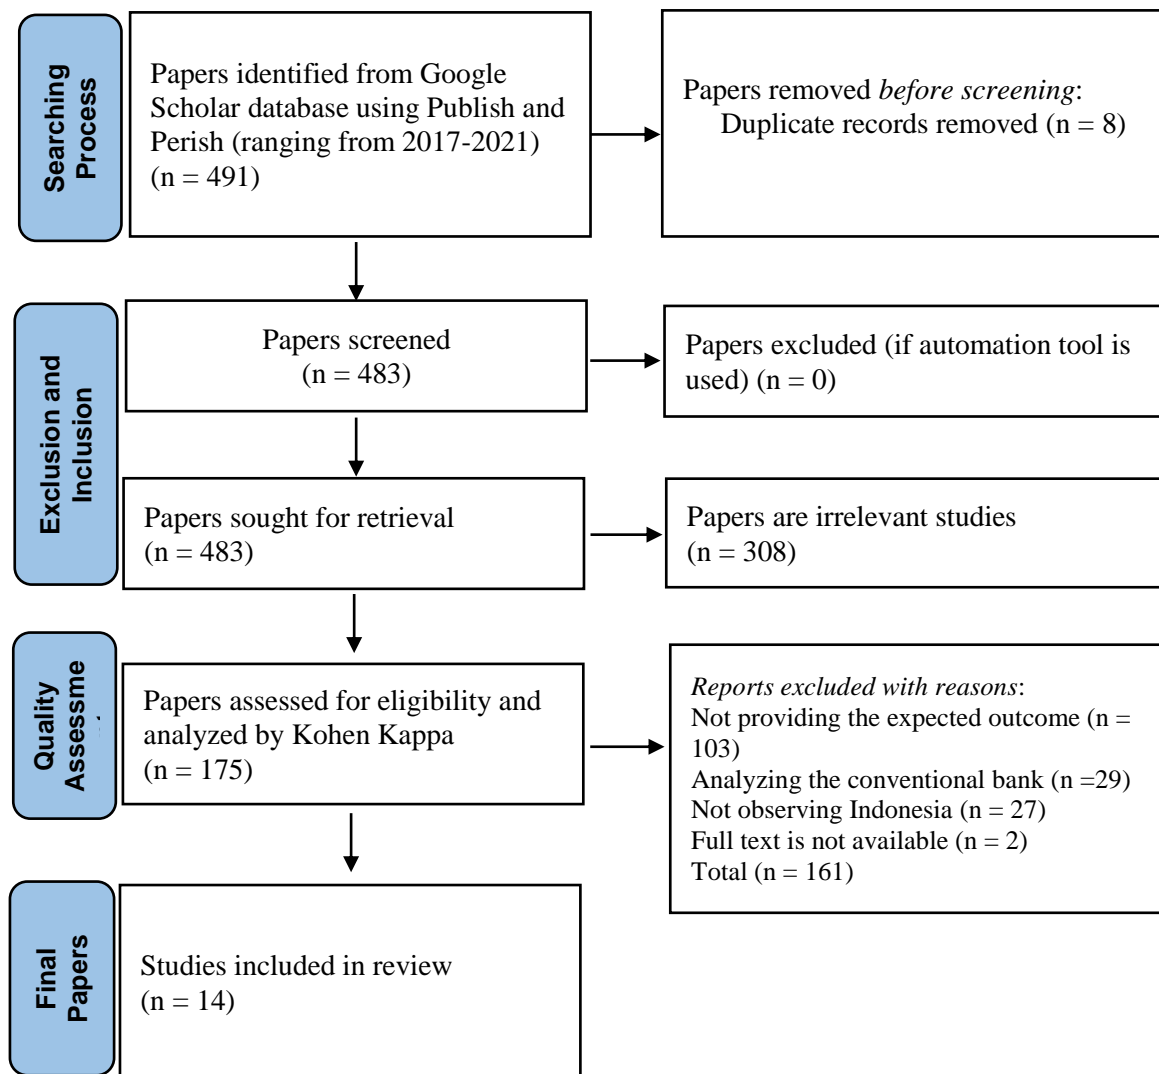 Searching
Process
Papers identified from Google
Scholar database using Publish and
Perish (ranging from 2017-2021)
(n = 491)
Papers removed before screening:
Duplicate records removed (n = 8)
Exclusion and
Inclusion
Papers screened
(n = 483)
Papers excluded (if automation tool is
used) (n = 0)
Papers sought for retrieval
(n = 483)
Papers are irrelevant studies
(n = 308)
Quality
Assessme
Papers assessed for eligibility and
analyzed by Kohen Kappa
(n = 175)
Reports excluded with reasons:
Not providing the expected outcome (n =
103)
Analyzing the conventional bank (n =29)
Not observing Indonesia (n = 27)
Full text is not available (n = 2)
Total (n = 161)
Final
Papers
Studies included in review
(n = 14)